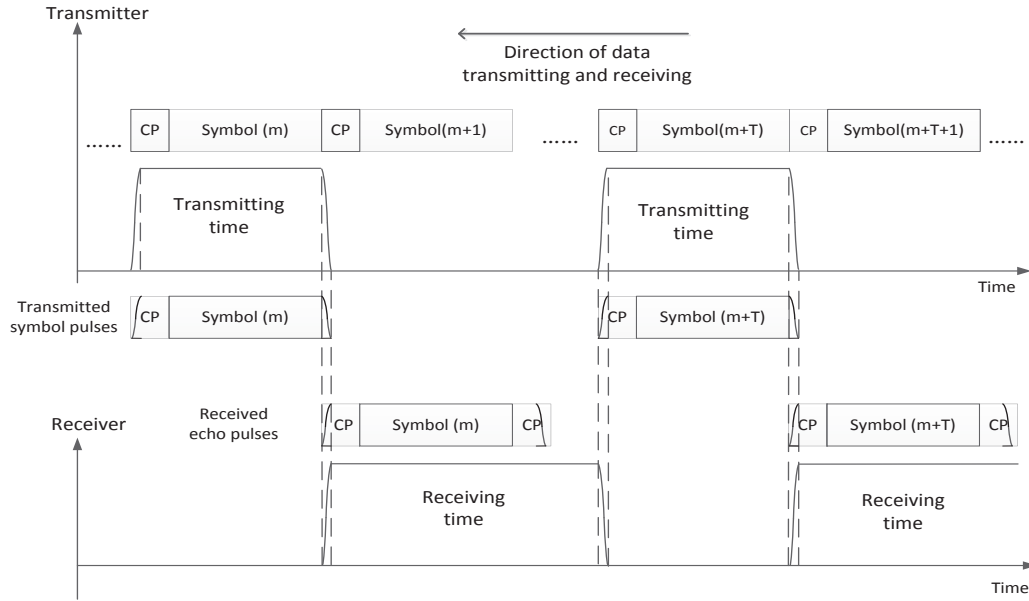 Transmitter
Direction of data
transmitting and receiving
...... CP Symbol (m) CP Symbol(m+1) ...... CP Symbol(m+T) CP Symbol(m+T+1) ......
Transmitting
time
Transmitting
time
Time
Transmitted
symbol pulses
CP Symbol (m)
CP Symbol (m+T)
Receiver
Received
echo pulses
CP Symbol (m) CP
CP Symbol (m+T) CP
Receiving
time
Receiving
time
Time